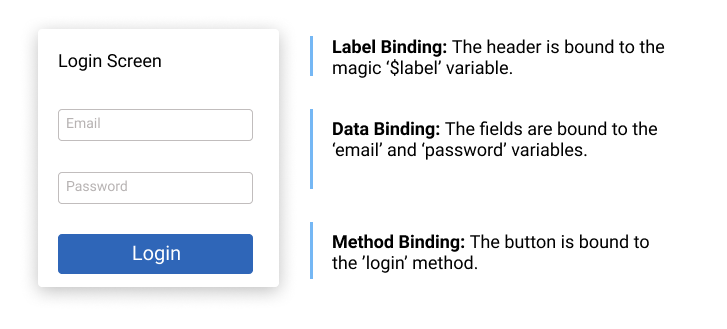 Login Screen
Email
Password
Login
Label Binding: The header is bound to the
magic ‘$label’ variable.
Data Binding: The fields are bound to the
‘email’ and ‘password’ variables.
Method Binding: The button is bound to
the ’login’ method.